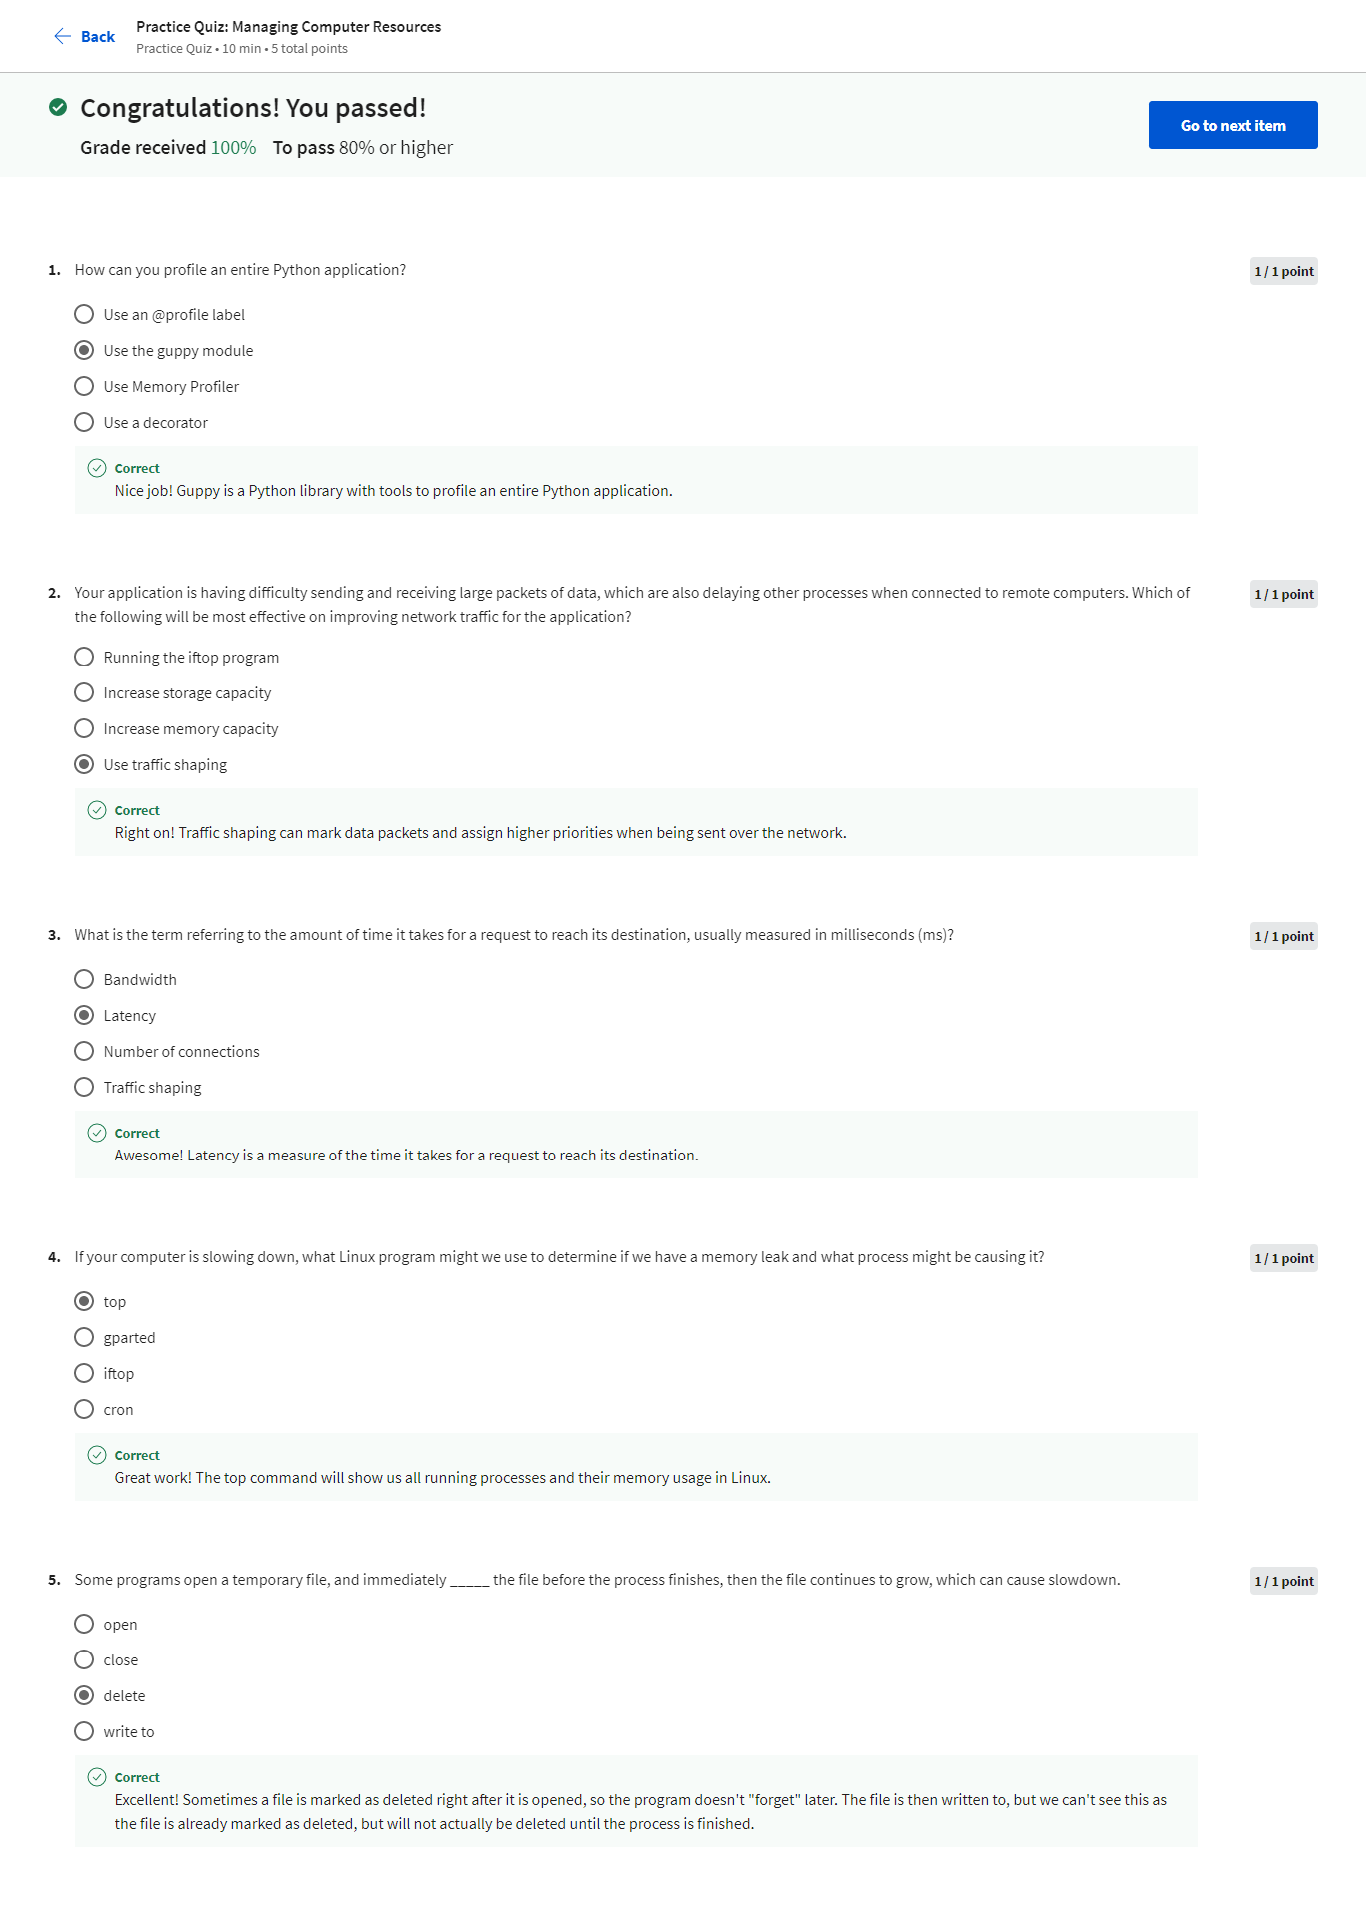 Back
Practice Quiz: Managing Computer Resources
Practice Quiz • 10 min • 5 total points
Congratulations! You passed!
Grade received 100% To pass 80% or higher
Go to next item
1. How can you profile an entire Python application?
1 / 1 point
Use an @profile label
Use the guppy module
Use Memory Profiler
Use a decorator
Correct
Nice job! Guppy is a Python library with tools to profile an entire Python application.
2. Your application is having difficulty sending and receiving large packets of data, which are also delaying other processes when connected to remote computers. Which of
the following will be most effective on improving network traffic for the application?
1 / 1 point
Running the iftop program
Increase storage capacity
Increase memory capacity
Use traffic shaping
Correct
Right on! Traffic shaping can mark data packets and assign higher priorities when being sent over the network.
3. What is the term referring to the amount of time it takes for a request to reach its destination, usually measured in milliseconds (ms)?
1 / 1 point
Bandwidth
Latency
Number of connections
Traffic shaping
Correct
Awesome! Latency is a measure of the time it takes for a request to reach its destination.
4. If your computer is slowing down, what Linux program might we use to determine if we have a memory leak and what process might be causing it?
1 / 1 point
top
gparted
iftop
cron
Correct
Great work! The top command will show us all running processes and their memory usage in Linux.
5. Some programs open a temporary file, and immediately _____ the file before the process finishes, then the file continues to grow, which can cause slowdown.
1 / 1 point
open
close
delete
write to
Correct
Excellent! Sometimes a file is marked as deleted right after it is opened, so the program doesn't "forget" later. The file is then written to, but we can't see this as
the file is already marked as deleted, but will not actually be deleted until the process is finished.